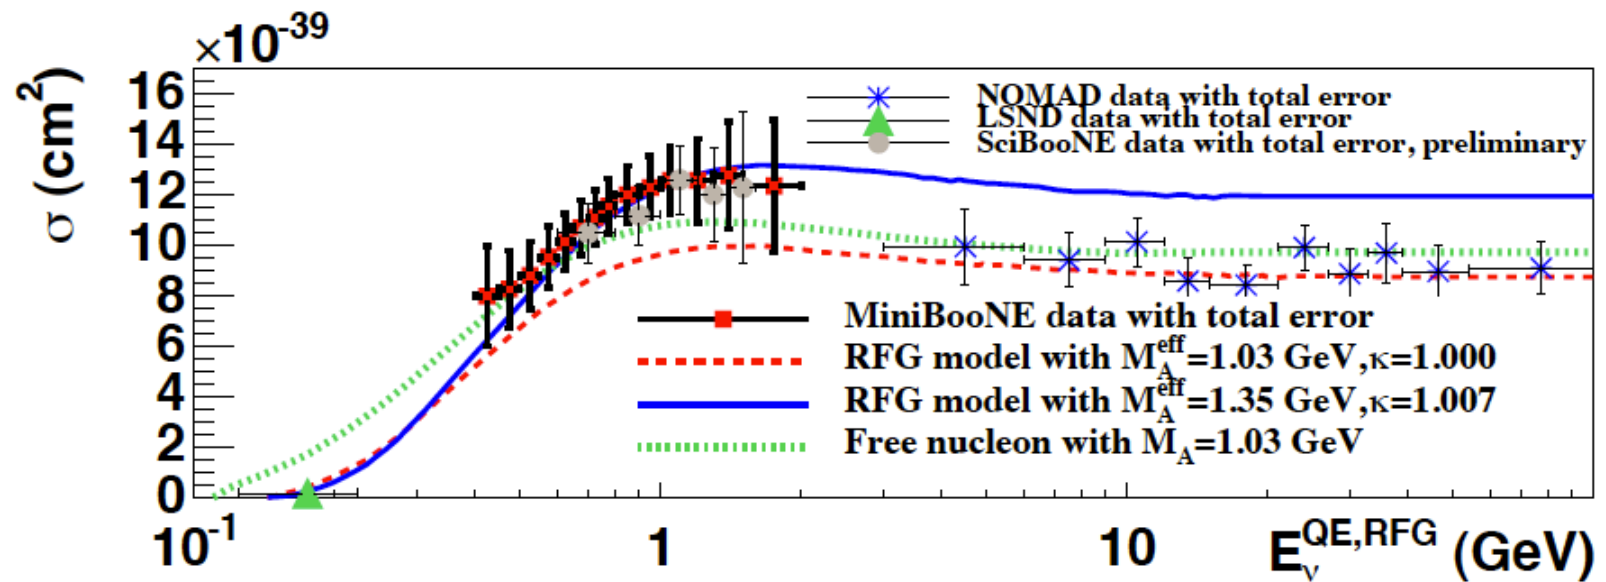 ×10⁻³⁹
σ (cm²)
16
14
12
10
8
6
4
2
0
NOMAD data with total error
LSND data with total error
SciBooNE data with total error, preliminary
MiniBooNE data with total error
RFG model with M_A^eff=1.03 GeV,κ=1.000
RFG model with M_A^eff=1.35 GeV,κ=1.007
Free nucleon with M_A=1.03 GeV
10⁻¹
1
10
E_ν^QE,RFG (GeV)